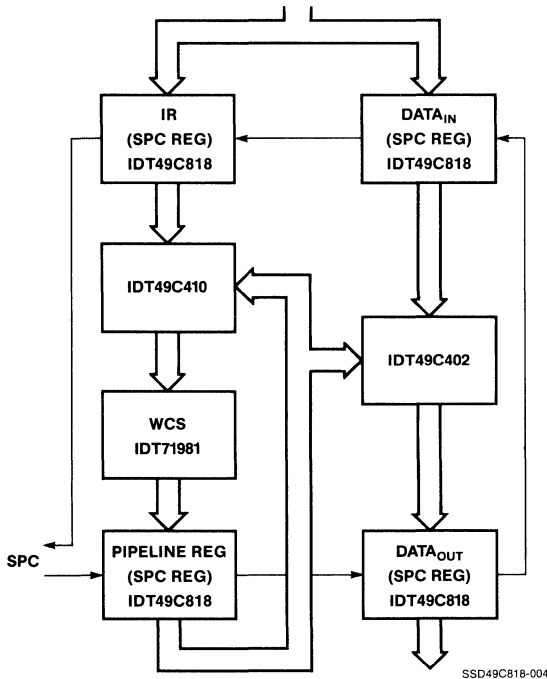 IR
(SPC REG)
IDT49C818
DATAIN
(SPC REG)
IDT49C818
IDT49C410
IDT49C402
WCS
IDT71981
SPC
PIPELINE REG
(SPC REG)
IDT49C818
DATAOUT
(SPC REG)
IDT49C818
SSD49C818-004